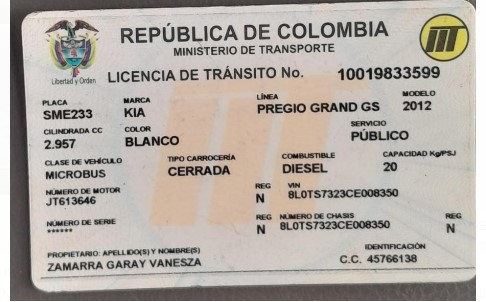 REPÚBLICA DE COLOMBIA
MINISTERIO DE TRANSPORTE
Libertad y Orden
LICENCIA DE TRÁNSITO No. 10019833599
PLACA MARCA LÍNEA MODELO
SME233 KIA PREGIO GRAND GS 2012
CILINDRADA CC COLOR SERVICIO
2.957 BLANCO PÚBLICO
CLASE DE VEHÍCULO TIPO CARROCERÍA COMBUSTIBLE CAPACIDAD Kg/PSJ
MICROBUS CERRADA DIESEL 20
NÚMERO DE MOTOR REG VIN
JT613646 N 8L0TS7323CE008350
NÚMERO DE SERIE REG NÚMERO DE CHASIS REG
****** N 8L0TS7323CE008350 N
PROPIETARIO: APELLIDO(S) Y NOMBRE(S) IDENTIFICACIÓN
ZAMARRA GARAY VANESZA C.C. 45766138